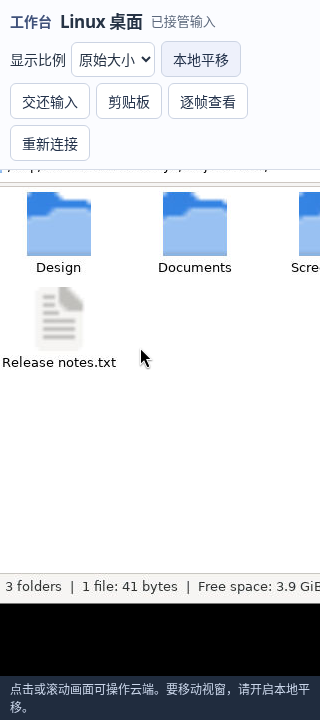 工作台 Linux 桌面 已接管输入
显示比例 原始大小 本地平移
交还输入 剪贴板 逐帧查看
重新连接
Design Documents Scree
Release notes.txt
3 folders | 1 file: 41 bytes | Free space: 3.9 GiB
点击或滚动画面可操作云端。要移动视窗，请开启本地平
移。